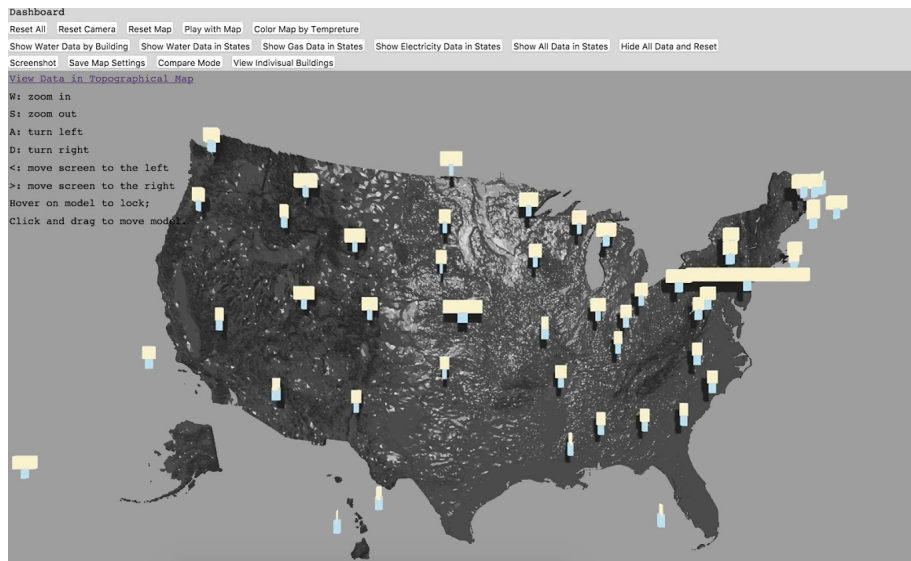 Dashboard
Reset All Reset Camera Reset Map Play with Map Color Map by Tempreture
Show Water Data by Building Show Water Data in States Show Gas Data in States Show Electricity Data in States Show All Data in States Hide All Data and Reset
Screenshot Save Map Settings Compare Mode View Indivisual Buildings
View Data in Topographical Map
W: zoom in
S: zoom out
A: turn left
D: turn right
<: move screen to the left
>: move screen to the right
Hover on model to lock;
Click and drag to move model.